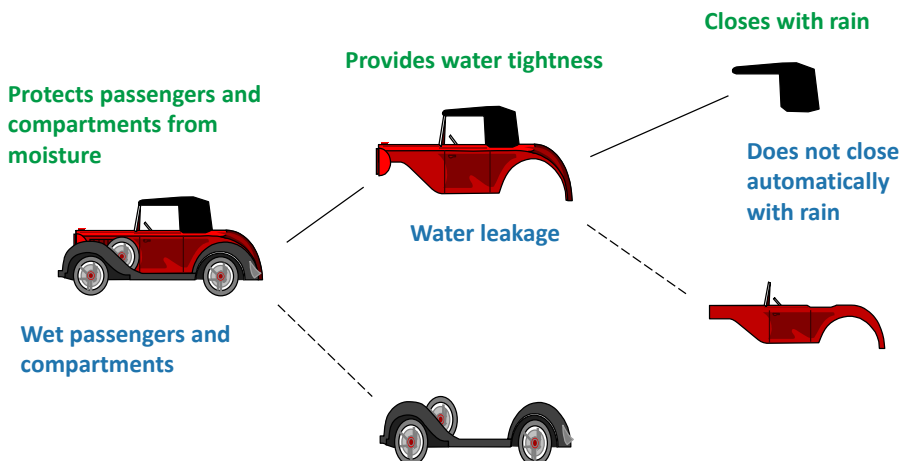 Closes with rain
Provides water tightness
Protects passengers and
compartments from
moisture
Does not close
automatically
with rain
Water leakage
Wet passengers and
compartments